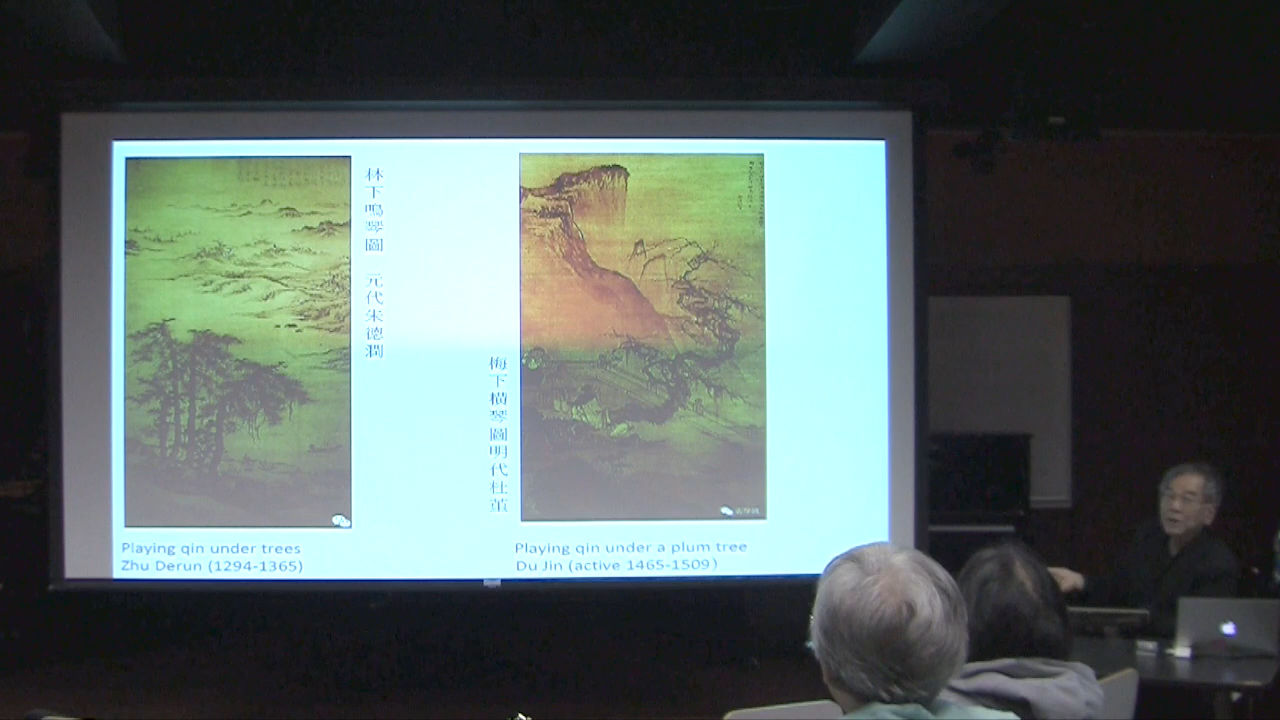 林下鳴琴圖 元代朱德潤
梅下橫琴圖明代杜堇
Playing qin under trees
Zhu Derun (1294-1365)
Playing qin under a plum tree
Du Jin (active 1465-1509)